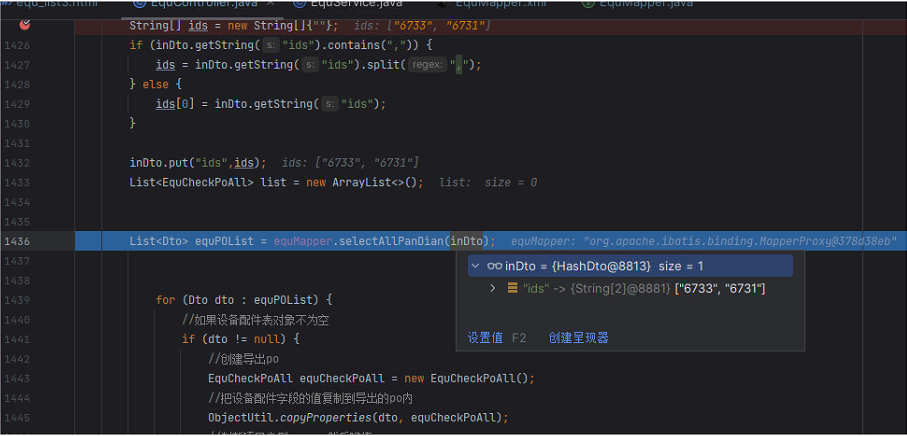 equ_list3.html EquController.java EquService.java EquMapper.xml EquMapper.java
String[] ids = new String[]{""}; ids: ["6733", "6731"]
1426 if (inDto.getString( s: "ids").contains(",")) {
1427 ids = inDto.getString( s: "ids").split( regex: ",");
1428 } else {
1429 ids[0] = inDto.getString( s: "ids");
1430 }
1431
1432 inDto.put("ids",ids); ids: ["6733", "6731"]
1433 List<EquCheckPoAll> list = new ArrayList<>(); list: size = 0
1434
1435
1436 List<Dto> equPOList = equMapper.selectAllPanDian(inDto); equMapper: "org.apache.ibatis.binding.MapperProxy@378d38eb"
inDto = {HashDto@8813} size = 1
1437
"ids" -> {String[2]@8881} ["6733", "6731"]
1438
1439 for (Dto dto : equPOList) {
1440 //如果设备配件表对象不为空
1441 if (dto != null) {
设置值 F2 创建呈现器
1442 //创建导出po
1443 EquCheckPoAll equCheckPoAll = new EquCheckPoAll();
1444 //把设备配件字段的值复制到导出的po内
1445 ObjectUtil.copyProperties(dto, equCheckPoAll);